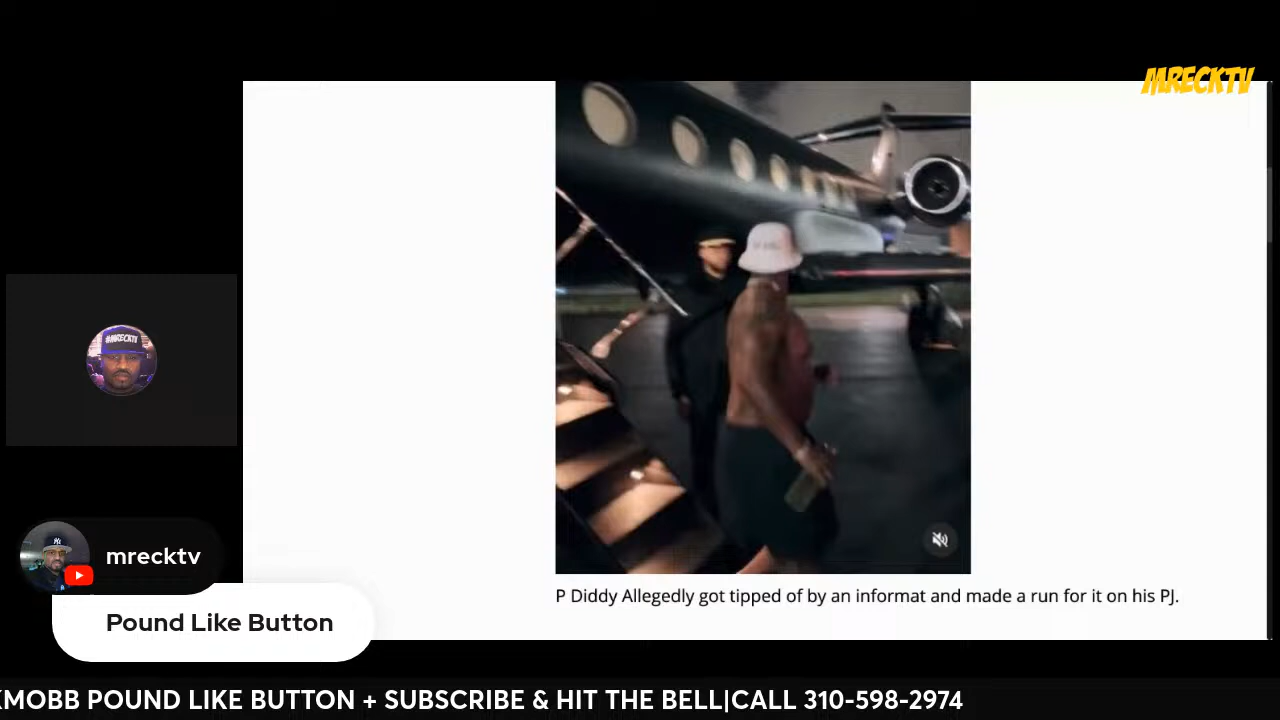 MRECKTV
#MRECKTV
P Diddy Allegedly got tipped of by an informat and made a run for it on his PJ.
mrecktv
Pound Like Button
KMOBB POUND LIKE BUTTON + SUBSCRIBE & HIT THE BELL|CALL 310-598-2974